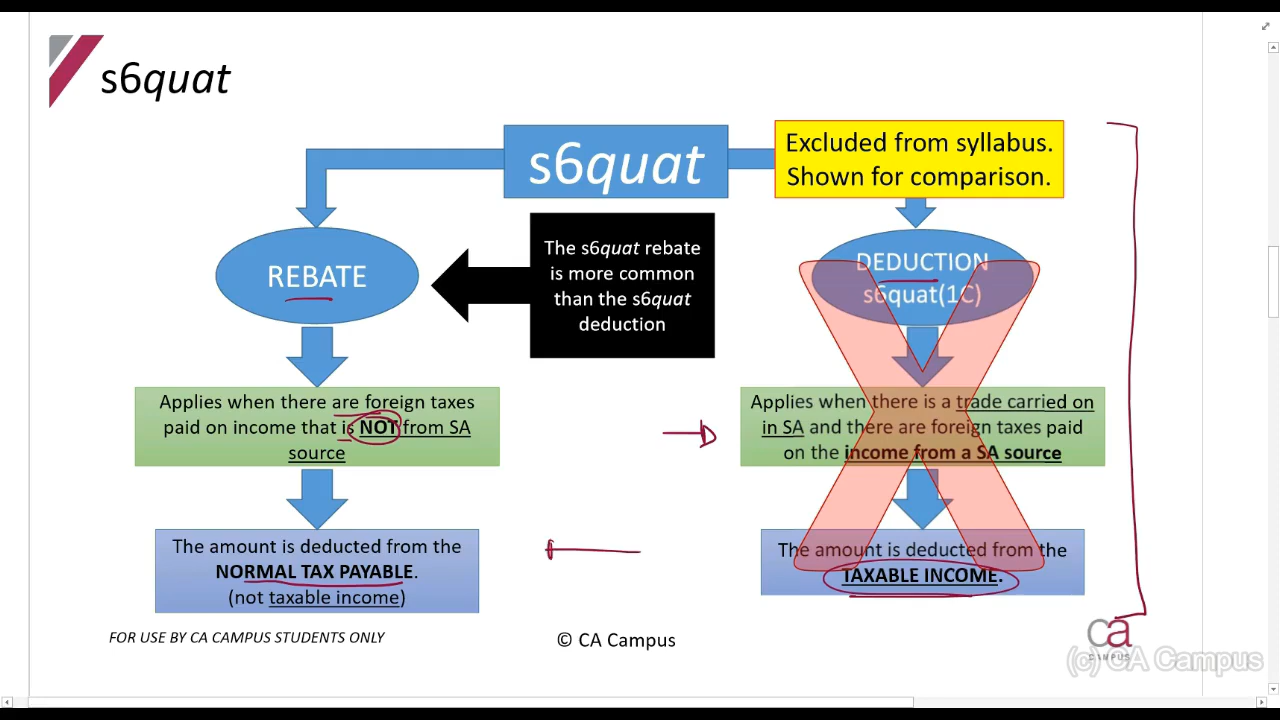 s6quat
s6quat
Excluded from syllabus.
Shown for comparison.
REBATE
The s6quat rebate
is more common
than the s6quat
deduction
DEDUCTION
s6quat(1C)
Applies when there are foreign taxes
paid on income that is NOT from SA
source
Applies when there is a trade carried on
in SA and there are foreign taxes paid
on the income from a SA source
The amount is deducted from the
NORMAL TAX PAYABLE.
(not taxable income)
The amount is deducted from the
TAXABLE INCOME.
FOR USE BY CA CAMPUS STUDENTS ONLY
© CA Campus
ca
CAMPUS
(c) CA Campus